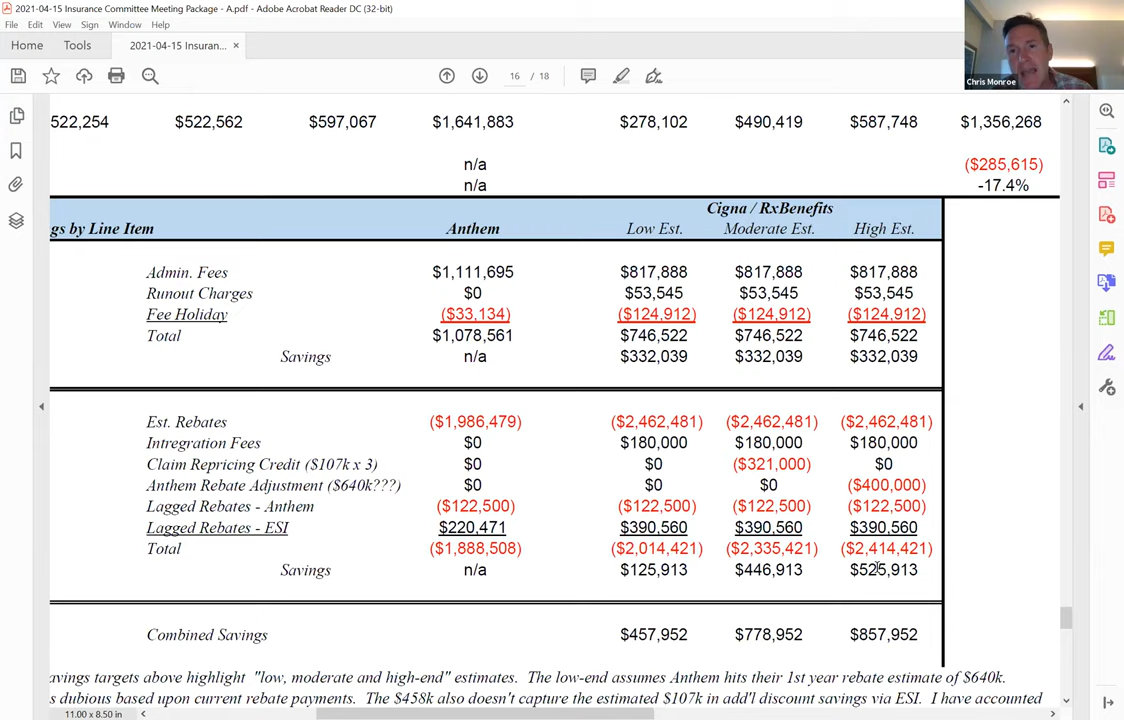 2021-04-15 Insurance Committee Meeting Package - A.pdf - Adobe Acrobat Reader DC (32-bit)
File Edit View Sign Window Help
Home Tools 2021-04-15 Insuran... ×
16 / 18
Chris Monroe
522,254 $522,562 $597,067 $1,641,883 $278,102 $490,419 $587,748 $1,356,268
n/a ($285,615)
n/a -17.4%
Cigna / RxBenefits
gs by Line Item Anthem Low Est. Moderate Est. High Est.
Admin. Fees $1,111,695 $817,888 $817,888 $817,888
Runout Charges $0 $53,545 $53,545 $53,545
Fee Holiday ($33,134) ($124,912) ($124,912) ($124,912)
Total $1,078,561 $746,522 $746,522 $746,522
Savings n/a $332,039 $332,039 $332,039
Est. Rebates ($1,986,479) ($2,462,481) ($2,462,481) ($2,462,481)
Intregration Fees $0 $180,000 $180,000 $180,000
Claim Repricing Credit ($107k x 3) $0 $0 ($321,000) $0
Anthem Rebate Adjustment ($640k???) $0 $0 $0 ($400,000)
Lagged Rebates - Anthem ($122,500) ($122,500) ($122,500) ($122,500)
Lagged Rebates - ESI $220,471 $390,560 $390,560 $390,560
Total ($1,888,508) ($2,014,421) ($2,335,421) ($2,414,421)
Savings n/a $125,913 $446,913 $525,913
Combined Savings $457,952 $778,952 $857,952
avings targets above highlight "low, moderate and high-end" estimates. The low-end assumes Anthem hits their 1st year rebate estimate of $640k.
s dubious based upon current rebate payments. The $458k also doesn't capture the estimated $107k in add'l discount savings via ESI. I have accounted
11.00 x 8.50 in